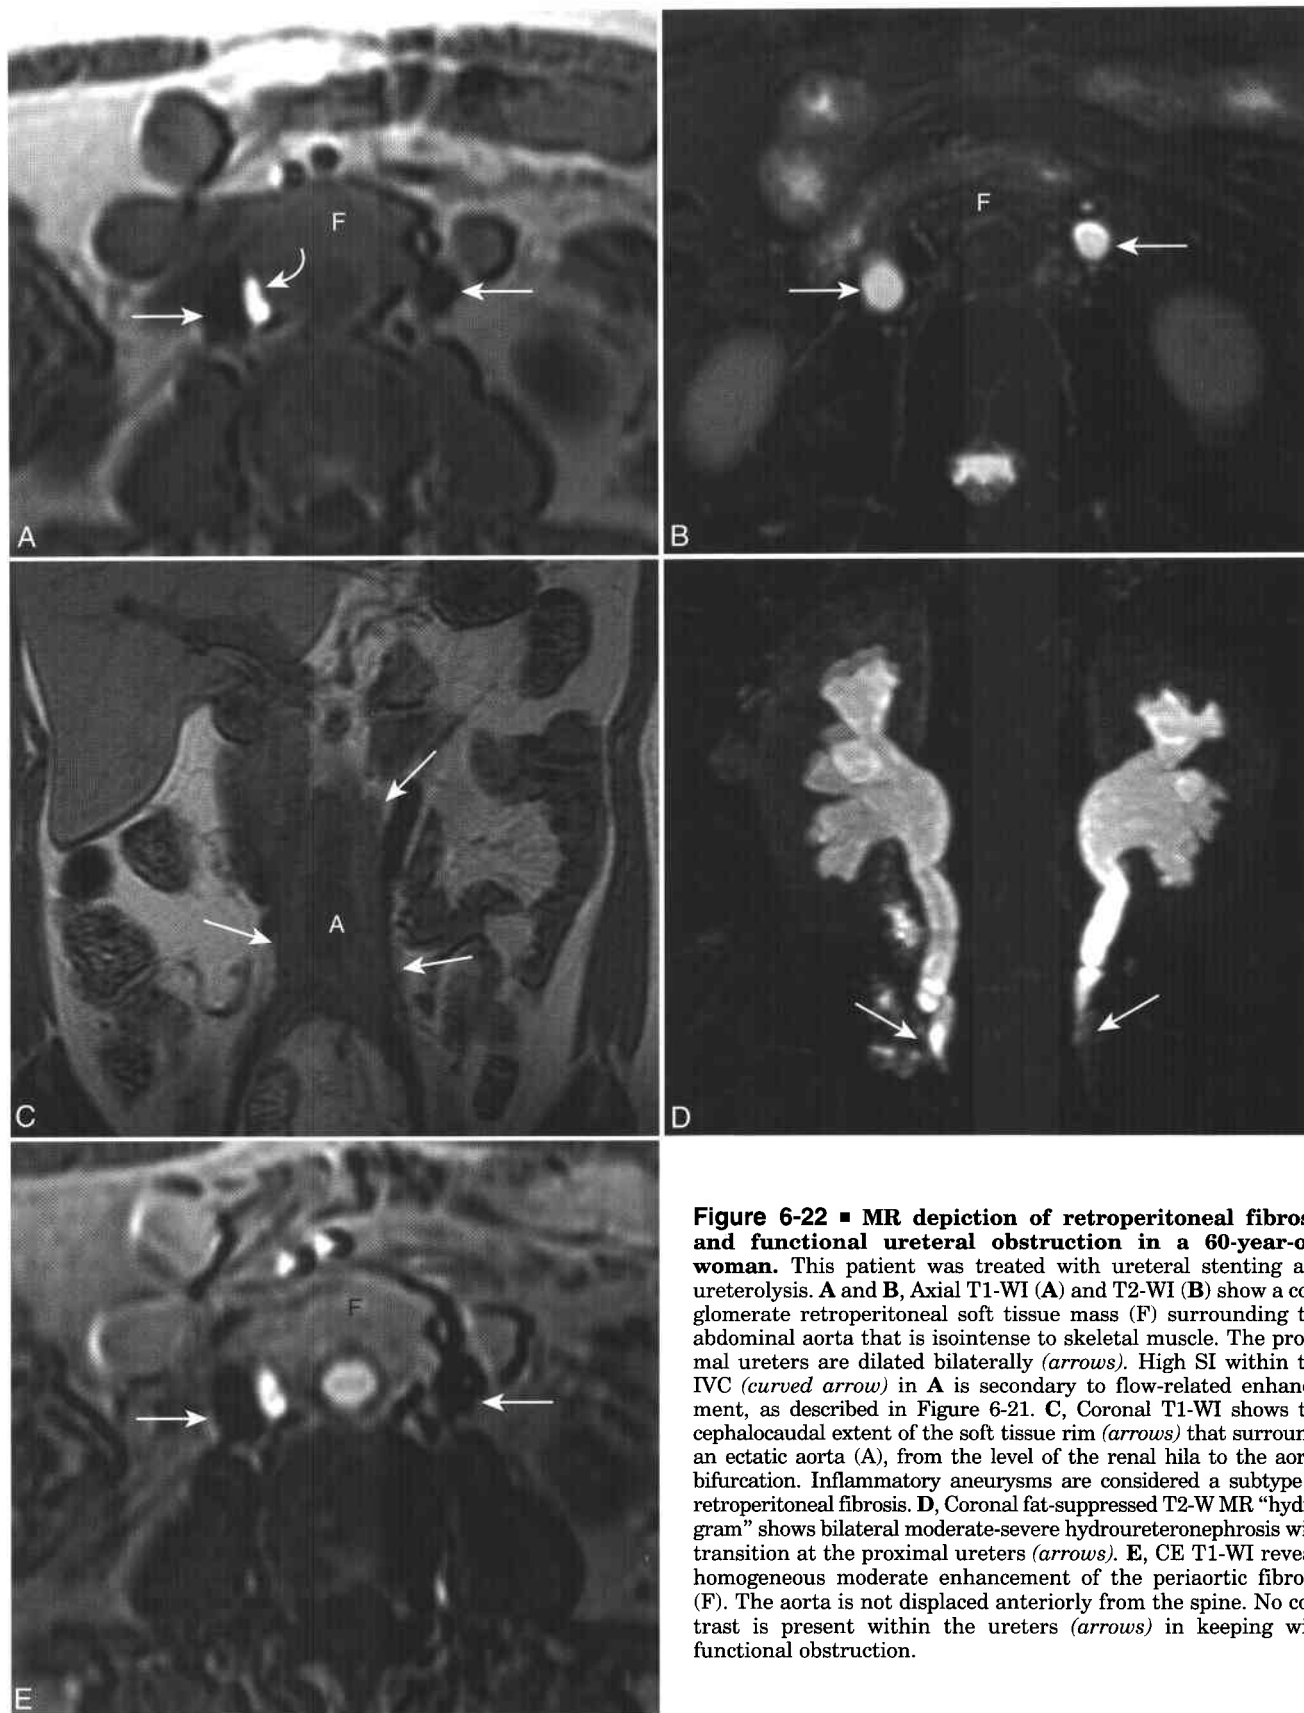 F
A
F
B
A
C
D
F
E
Figure 6-22 ■ MR depiction of retroperitoneal fibros
and functional ureteral obstruction in a 60-year-o
woman. This patient was treated with ureteral stenting a
ureterolysis. A and B, Axial T1-WI (A) and T2-WI (B) show a co
glomerate retroperitoneal soft tissue mass (F) surrounding t
abdominal aorta that is isointense to skeletal muscle. The pro
mal ureters are dilated bilaterally (arrows). High SI within t
IVC (curved arrow) in A is secondary to flow-related enhanc
ment, as described in Figure 6-21. C, Coronal T1-WI shows t
cephalocaudal extent of the soft tissue rim (arrows) that surroun
an ectatic aorta (A), from the level of the renal hila to the aor
bifurcation. Inflammatory aneurysms are considered a subtype
retroperitoneal fibrosis. D, Coronal fat-suppressed T2-W MR “hyd
gram” shows bilateral moderate-severe hydroureteronephrosis wi
transition at the proximal ureters (arrows). E, CE T1-WI revea
homogeneous moderate enhancement of the periaortic fibro
(F). The aorta is not displaced anteriorly from the spine. No co
trast is present within the ureters (arrows) in keeping wi
functional obstruction.